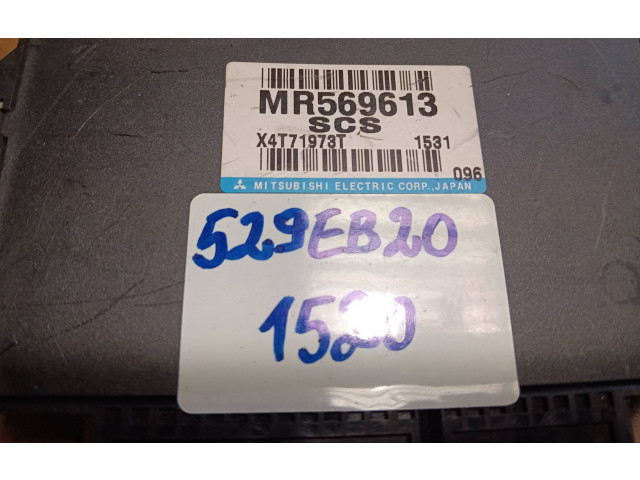 MR569613
SCS
X4T71973T 1531
096
MITSUBISHI ELECTRIC CORP.,JAPAN
529EB20
1520